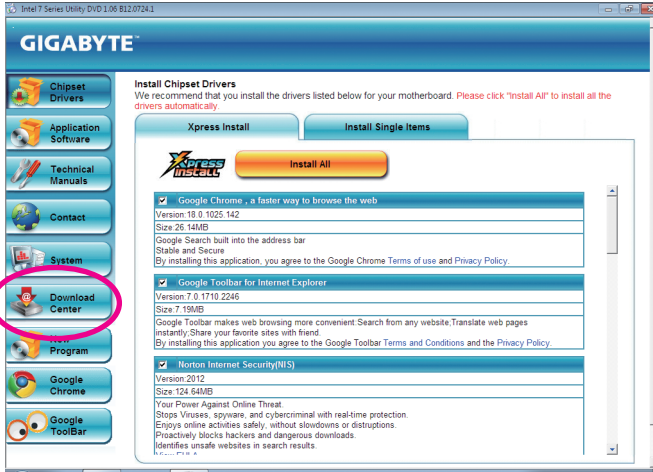 Intel 7 Series Utility DVD 1.06 B12.0724.1
GIGABYTE™
Chipset
Drivers
Application
Software
Technical
Manuals
Contact
System
Download
Center
New
Program
Google
Chrome
Google
ToolBar
Install Chipset Drivers
We recommend that you install the drivers listed below for your motherboard. Please click "Install All" to install all the
drivers automatically.
Xpress Install
Install Single Items
Xpress
Install
Install All
Google Chrome , a faster way to browse the web
Version:18.0.1025.142
Size:26.14MB
Google Search built into the address bar
Stable and Secure
By installing this application, you agree to the Google Chrome Terms of use and Privacy Policy.
Google Toolbar for Internet Explorer
Version:7.0.1710.2246
Size:7.19MB
Google Toolbar makes web browsing more convenient:Search from any website;Translate web pages
instantly;Share your favorite sites with friend.
By installing this application you agree to the Google Toolbar Terms and Conditions and the Privacy Policy.
Norton Internet Security(NIS)
Version:2012
Size:124.64MB
Your Power Against Online Threat.
Stops Viruses, spyware, and cybercriminal with real-time protection.
Enjoys online activities safely, without slowdowns or distruptions.
Proactively blocks hackers and dangerous downloads.
Identifies unsafe websites in search results.
View EULA